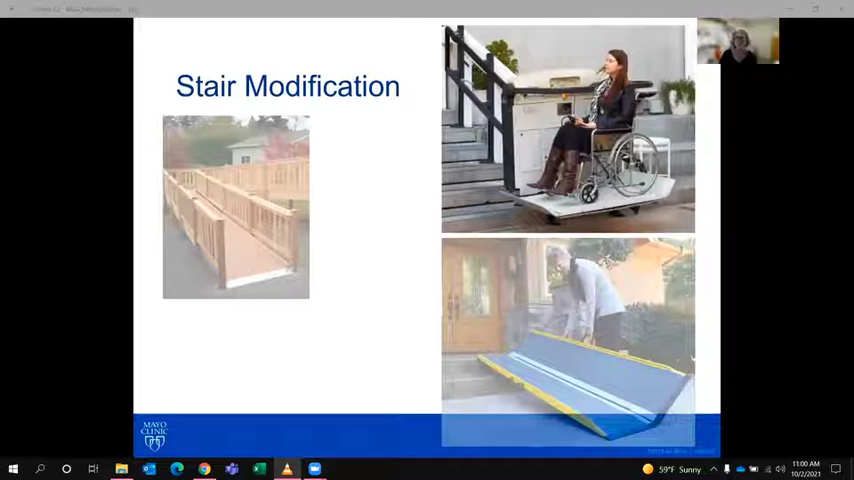 Stair Modification
MAYO
CLINIC
59°F Sunny
11:00 AM
10/2/2021